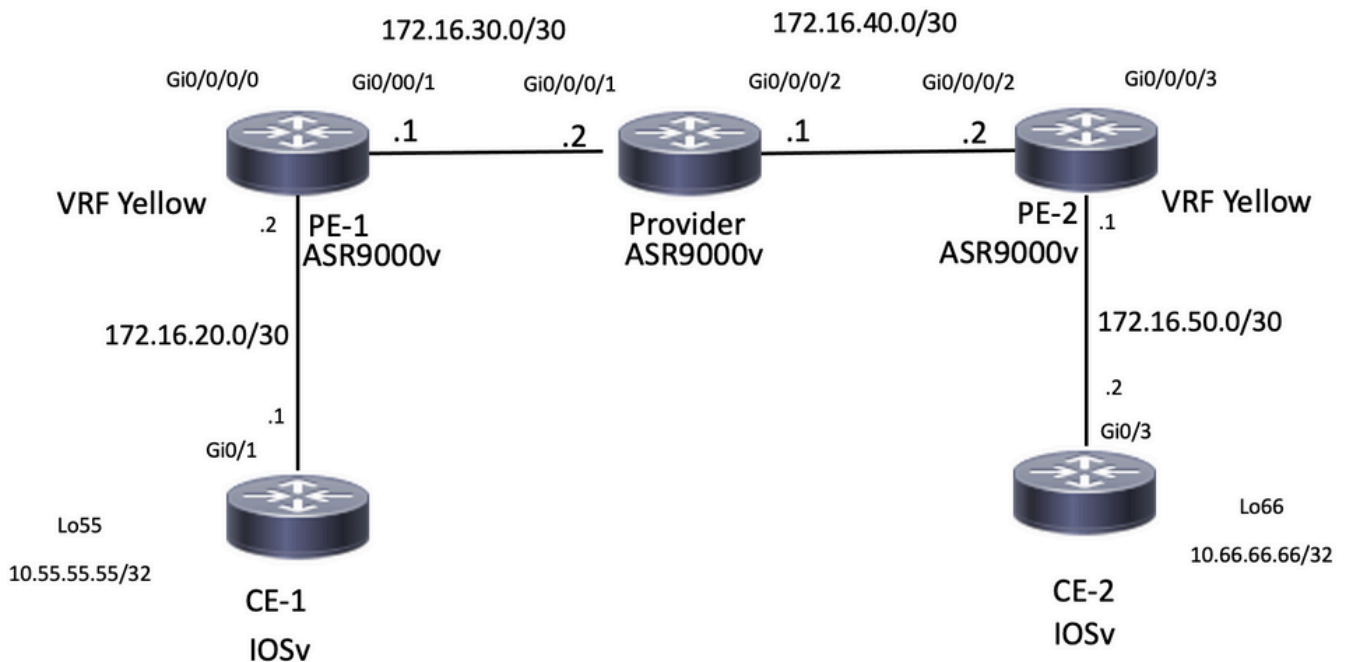 172.16.30.0/30
172.16.40.0/30
Gi0/0/0/0
Gi0/00/1
Gi0/0/0/1
Gi0/0/0/2
Gi0/0/0/2
Gi0/0/0/3
.1
.2
.1
.2
VRF Yellow
.2
PE-1
ASR9000v
Provider
ASR9000v
PE-2
ASR9000v
.1
VRF Yellow
172.16.20.0/30
172.16.50.0/30
.1
Gi0/1
.2
Gi0/3
Lo55
10.55.55.55/32
Lo66
10.66.66.66/32
CE-1
IOSv
CE-2
IOSv